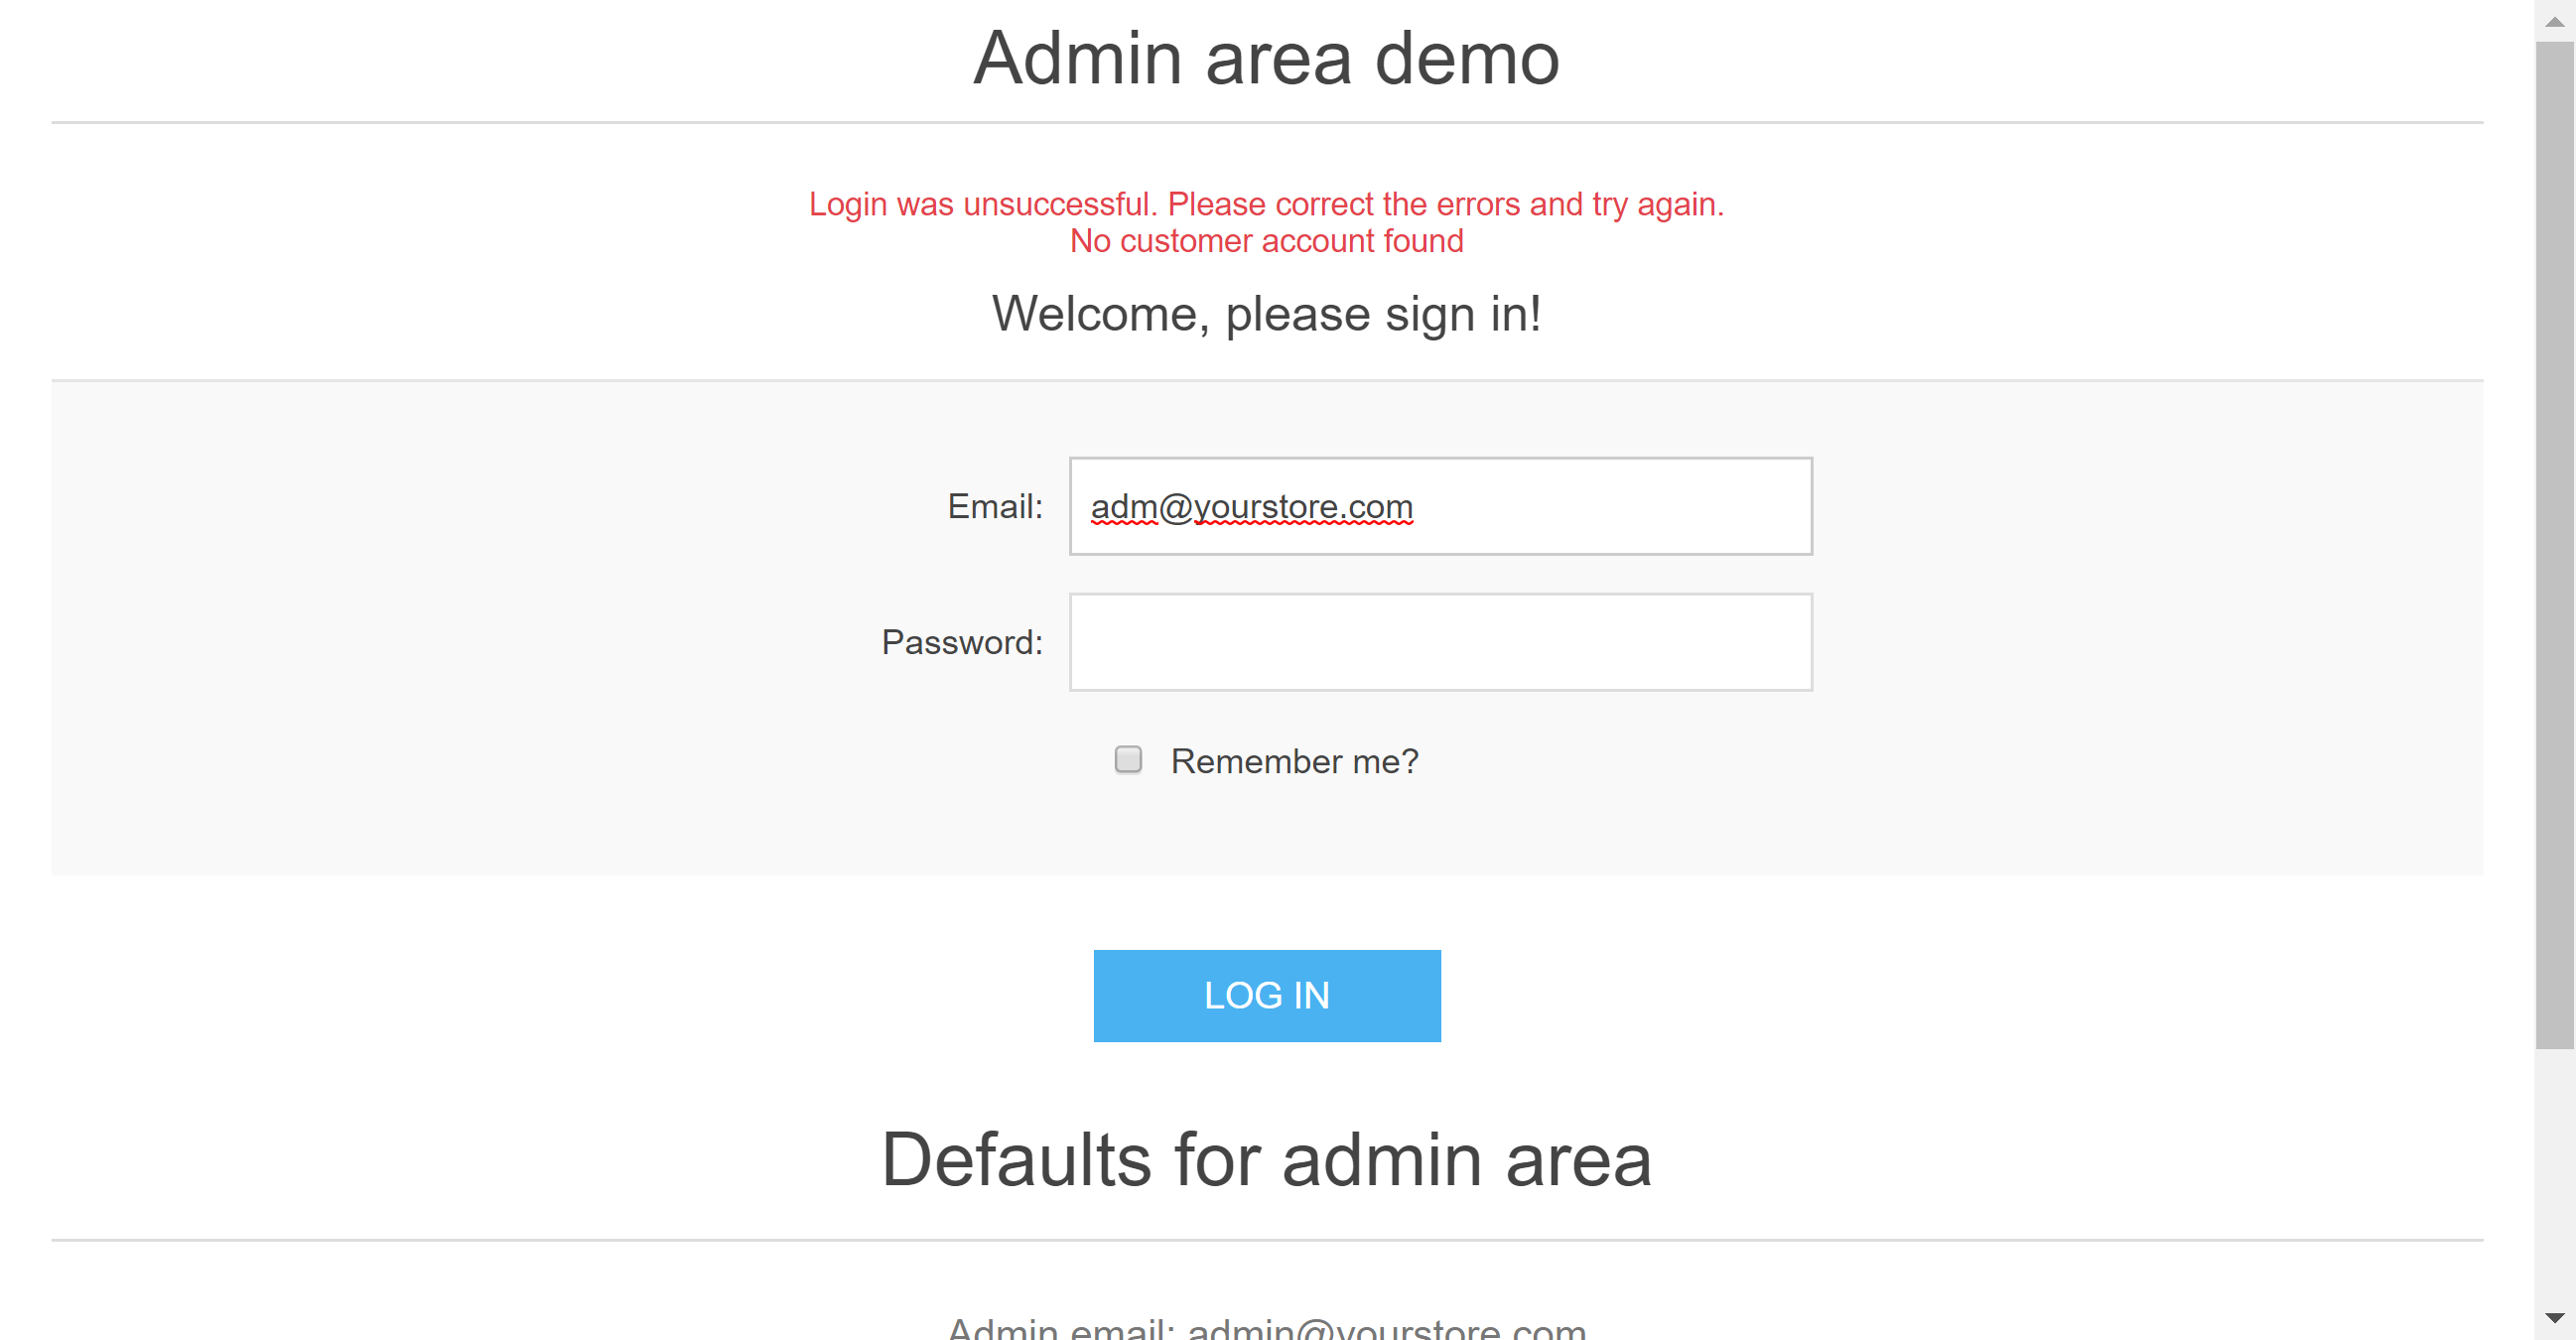 Admin area demo
Login was unsuccessful. Please correct the errors and try again.
No customer account found
Welcome, please sign in!
Email: adm@yourstore.com
Password:
Remember me?
LOG IN
Defaults for admin area
Admin email: admin@yourstore.com